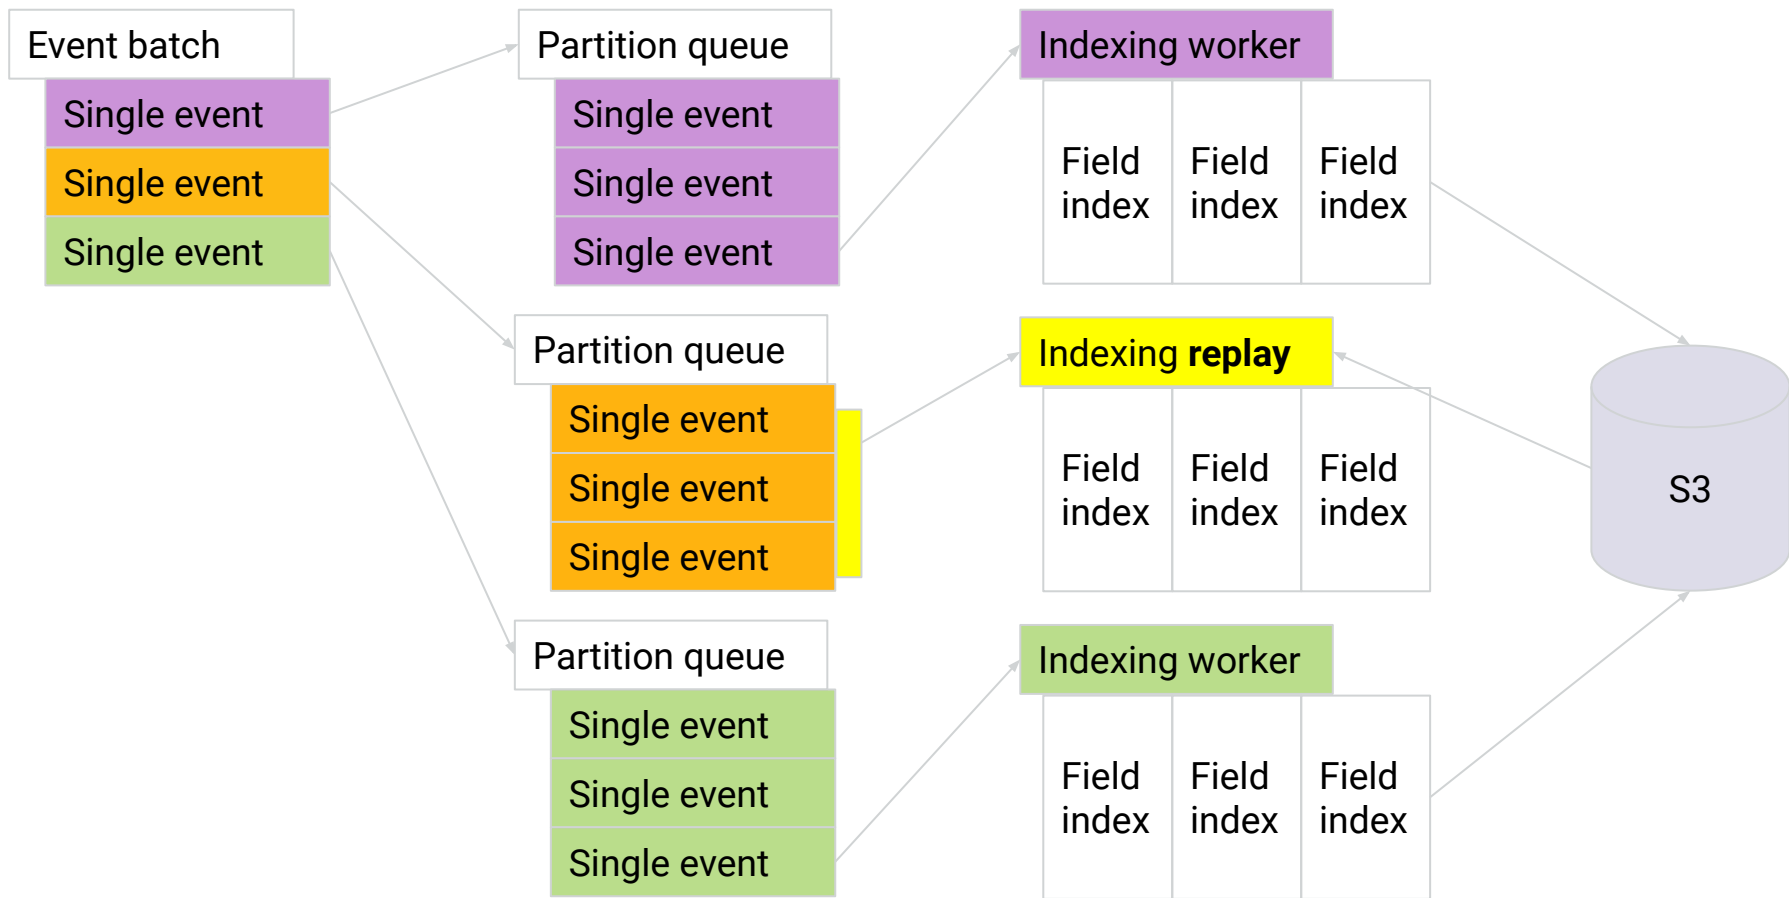 Event batch
Single event
Single event
Single event
Partition queue
Single event
Single event
Single event
Indexing worker
Field
index
Field
index
Field
index
Partition queue
Single event
Single event
Single event
Indexing replay
Field
index
Field
index
Field
index
S3
Partition queue
Single event
Single event
Single event
Indexing worker
Field
index
Field
index
Field
index